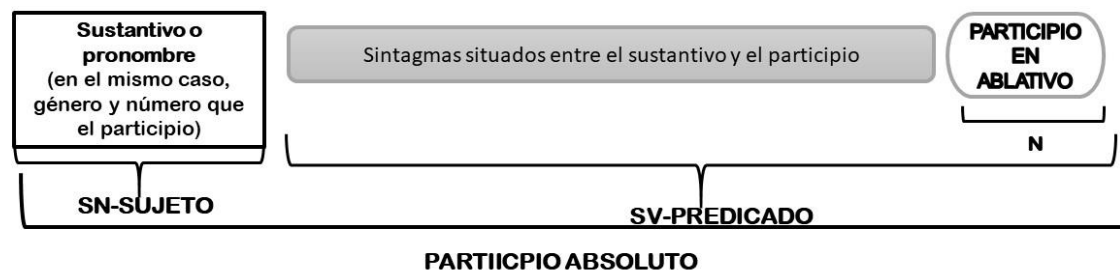 Sustantivo o
pronombre
(en el mismo caso,
género y número que
el participio)
Sintagmas situados entre el sustantivo y el participio
PARTICIPIO
EN
ABLATIVO
N
SN-SUJETO
SV-PREDICADO
PARTIICPIO ABSOLUTO